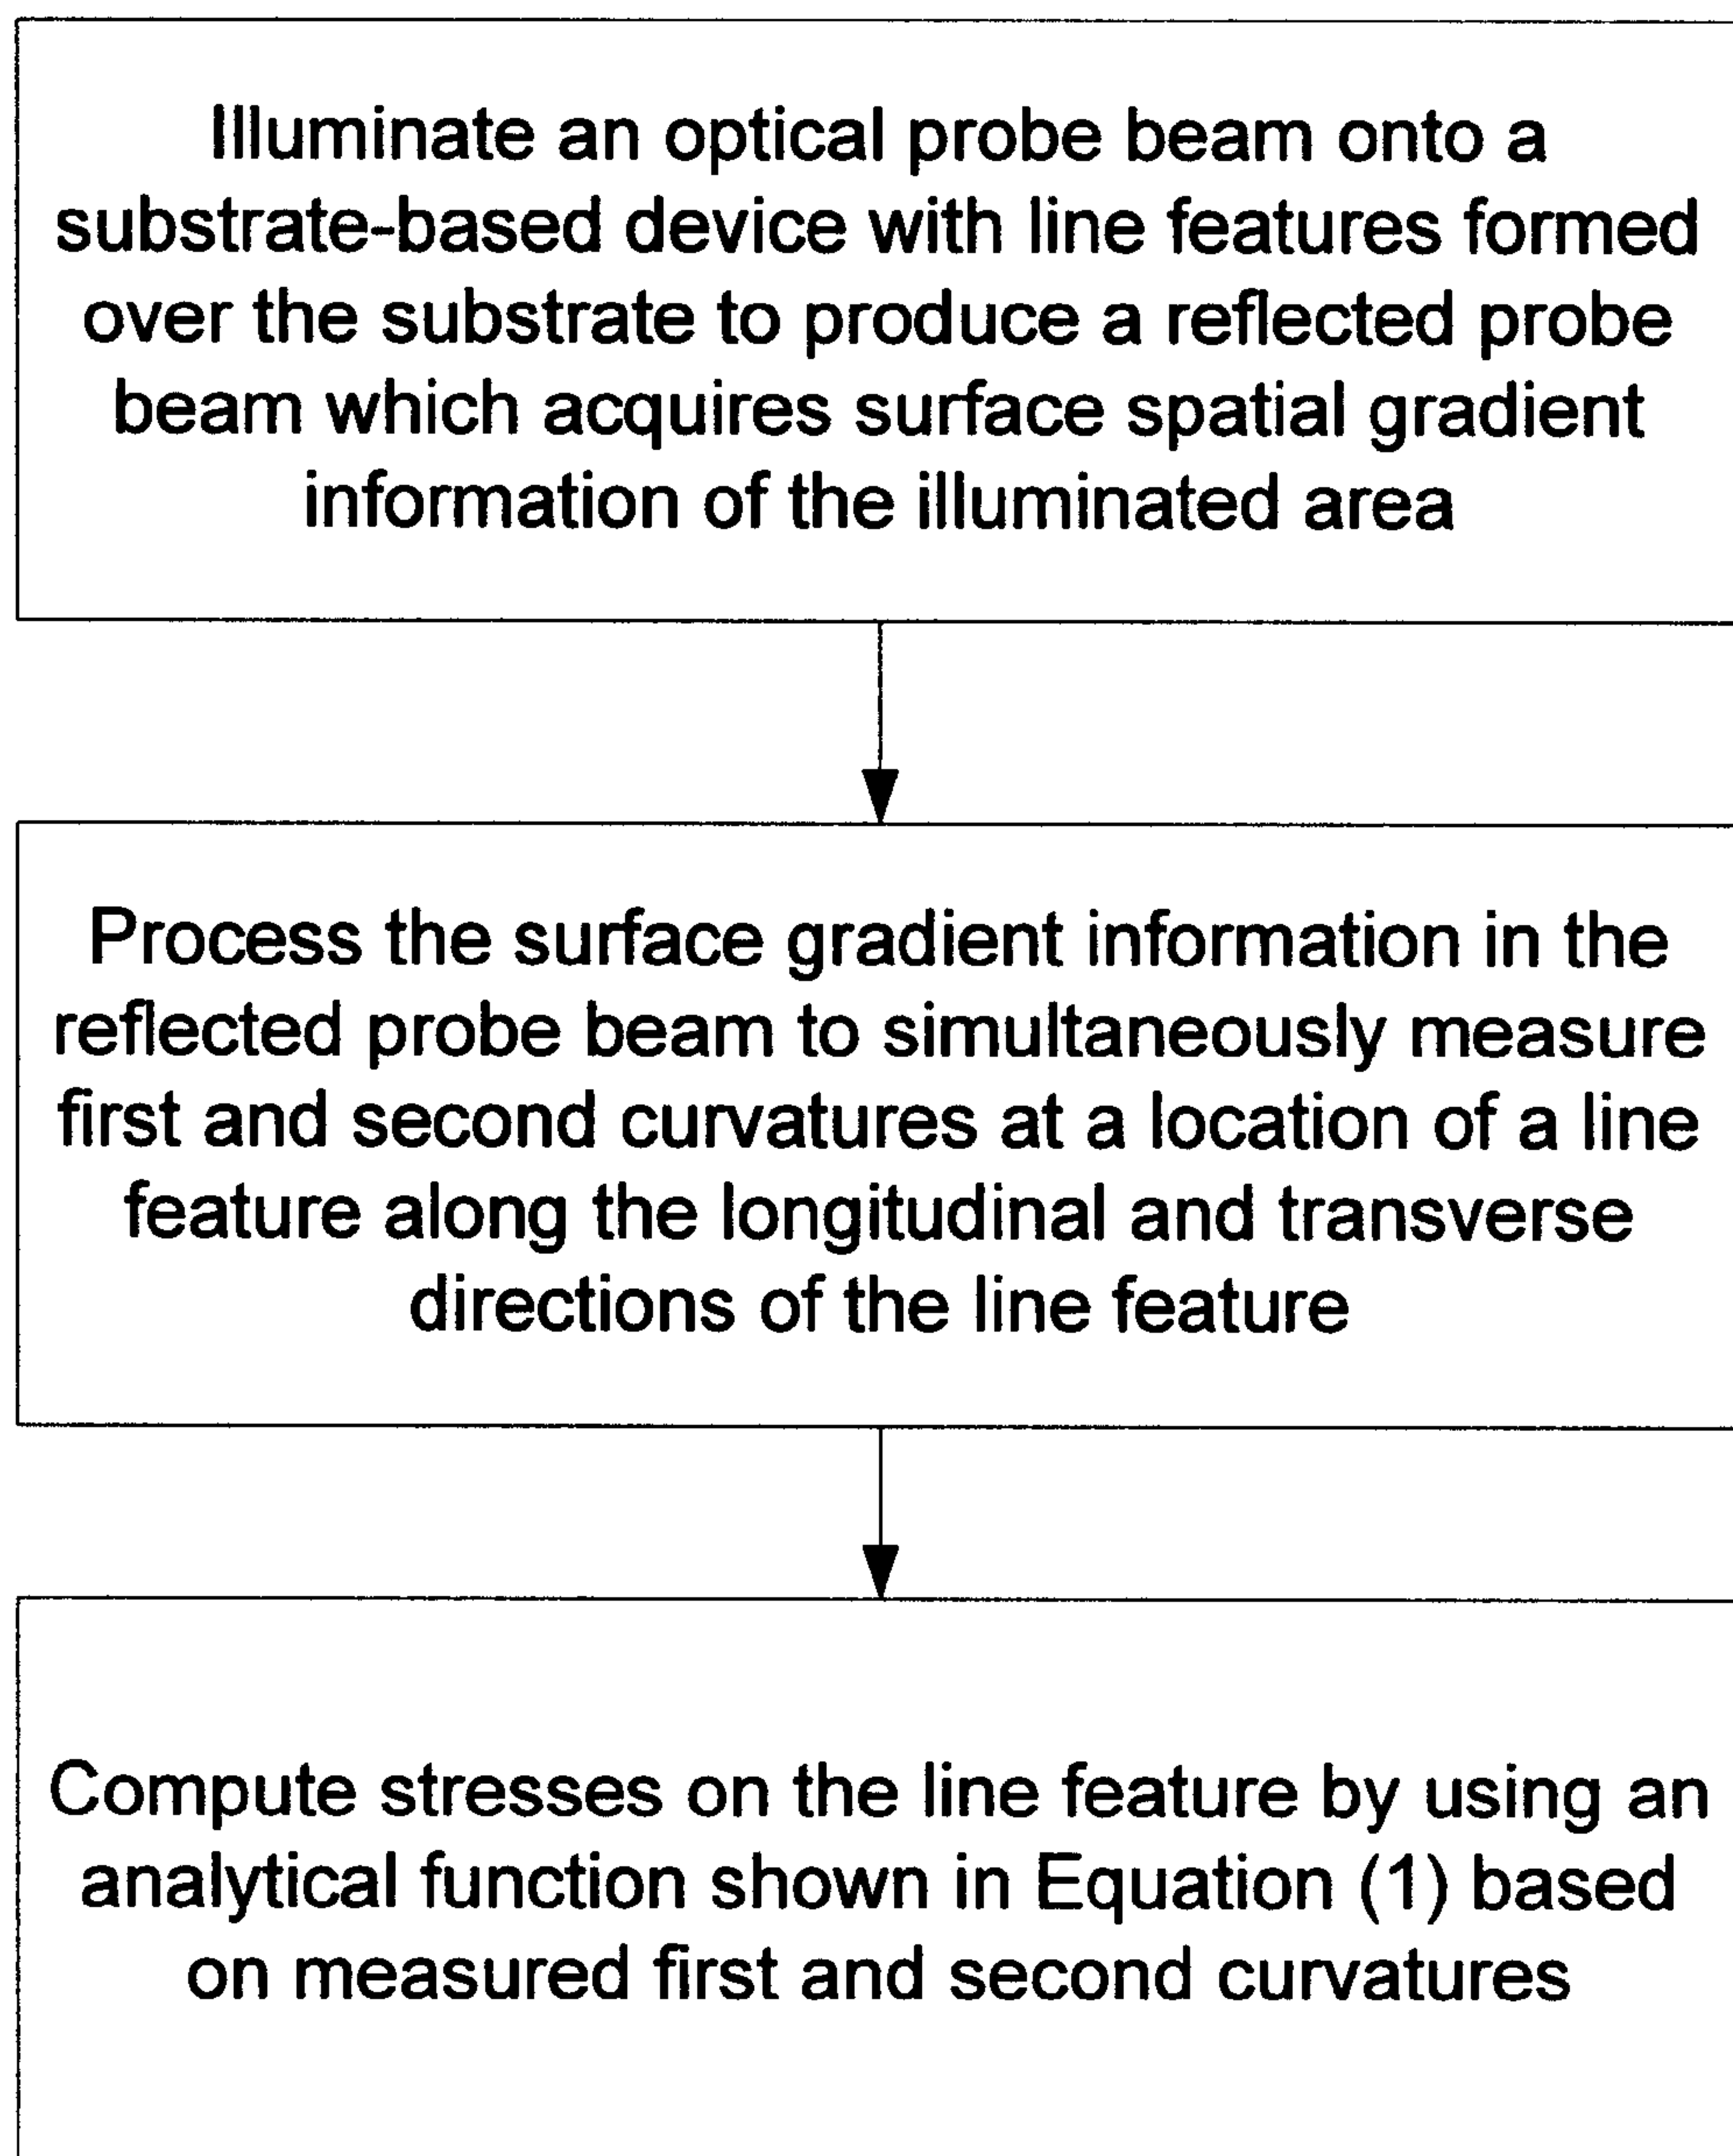 Illuminate an optical probe beam onto a
substrate-based device with line features formed
over the substrate to produce a reflected probe
beam which acquires surface spatial gradient
information of the illuminated area
Process the surface gradient information in the
reflected probe beam to simultaneously measure
first and second curvatures at a location of a line
feature along the longitudinal and transverse
directions of the line feature
Compute stresses on the line feature by using an
analytical function shown in Equation (1) based
on measured first and second curvatures